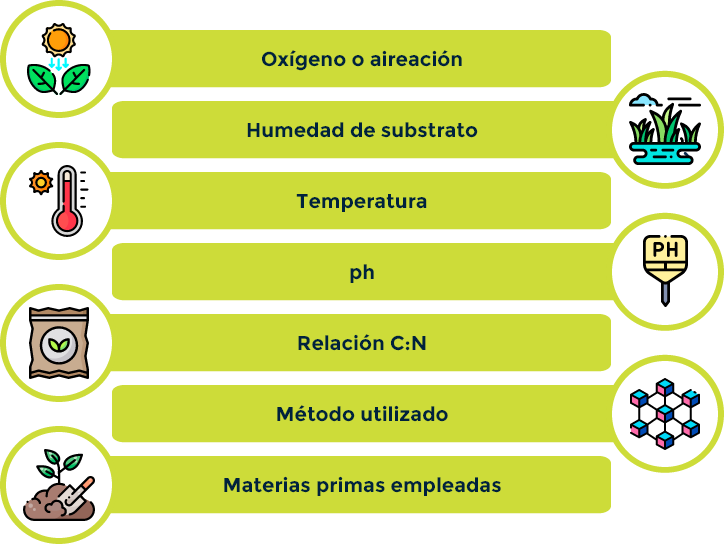 Oxígeno o aireación
Humedad de substrato
Temperatura
ph
PH
Relación C:N
Método utilizado
Materias primas empleadas